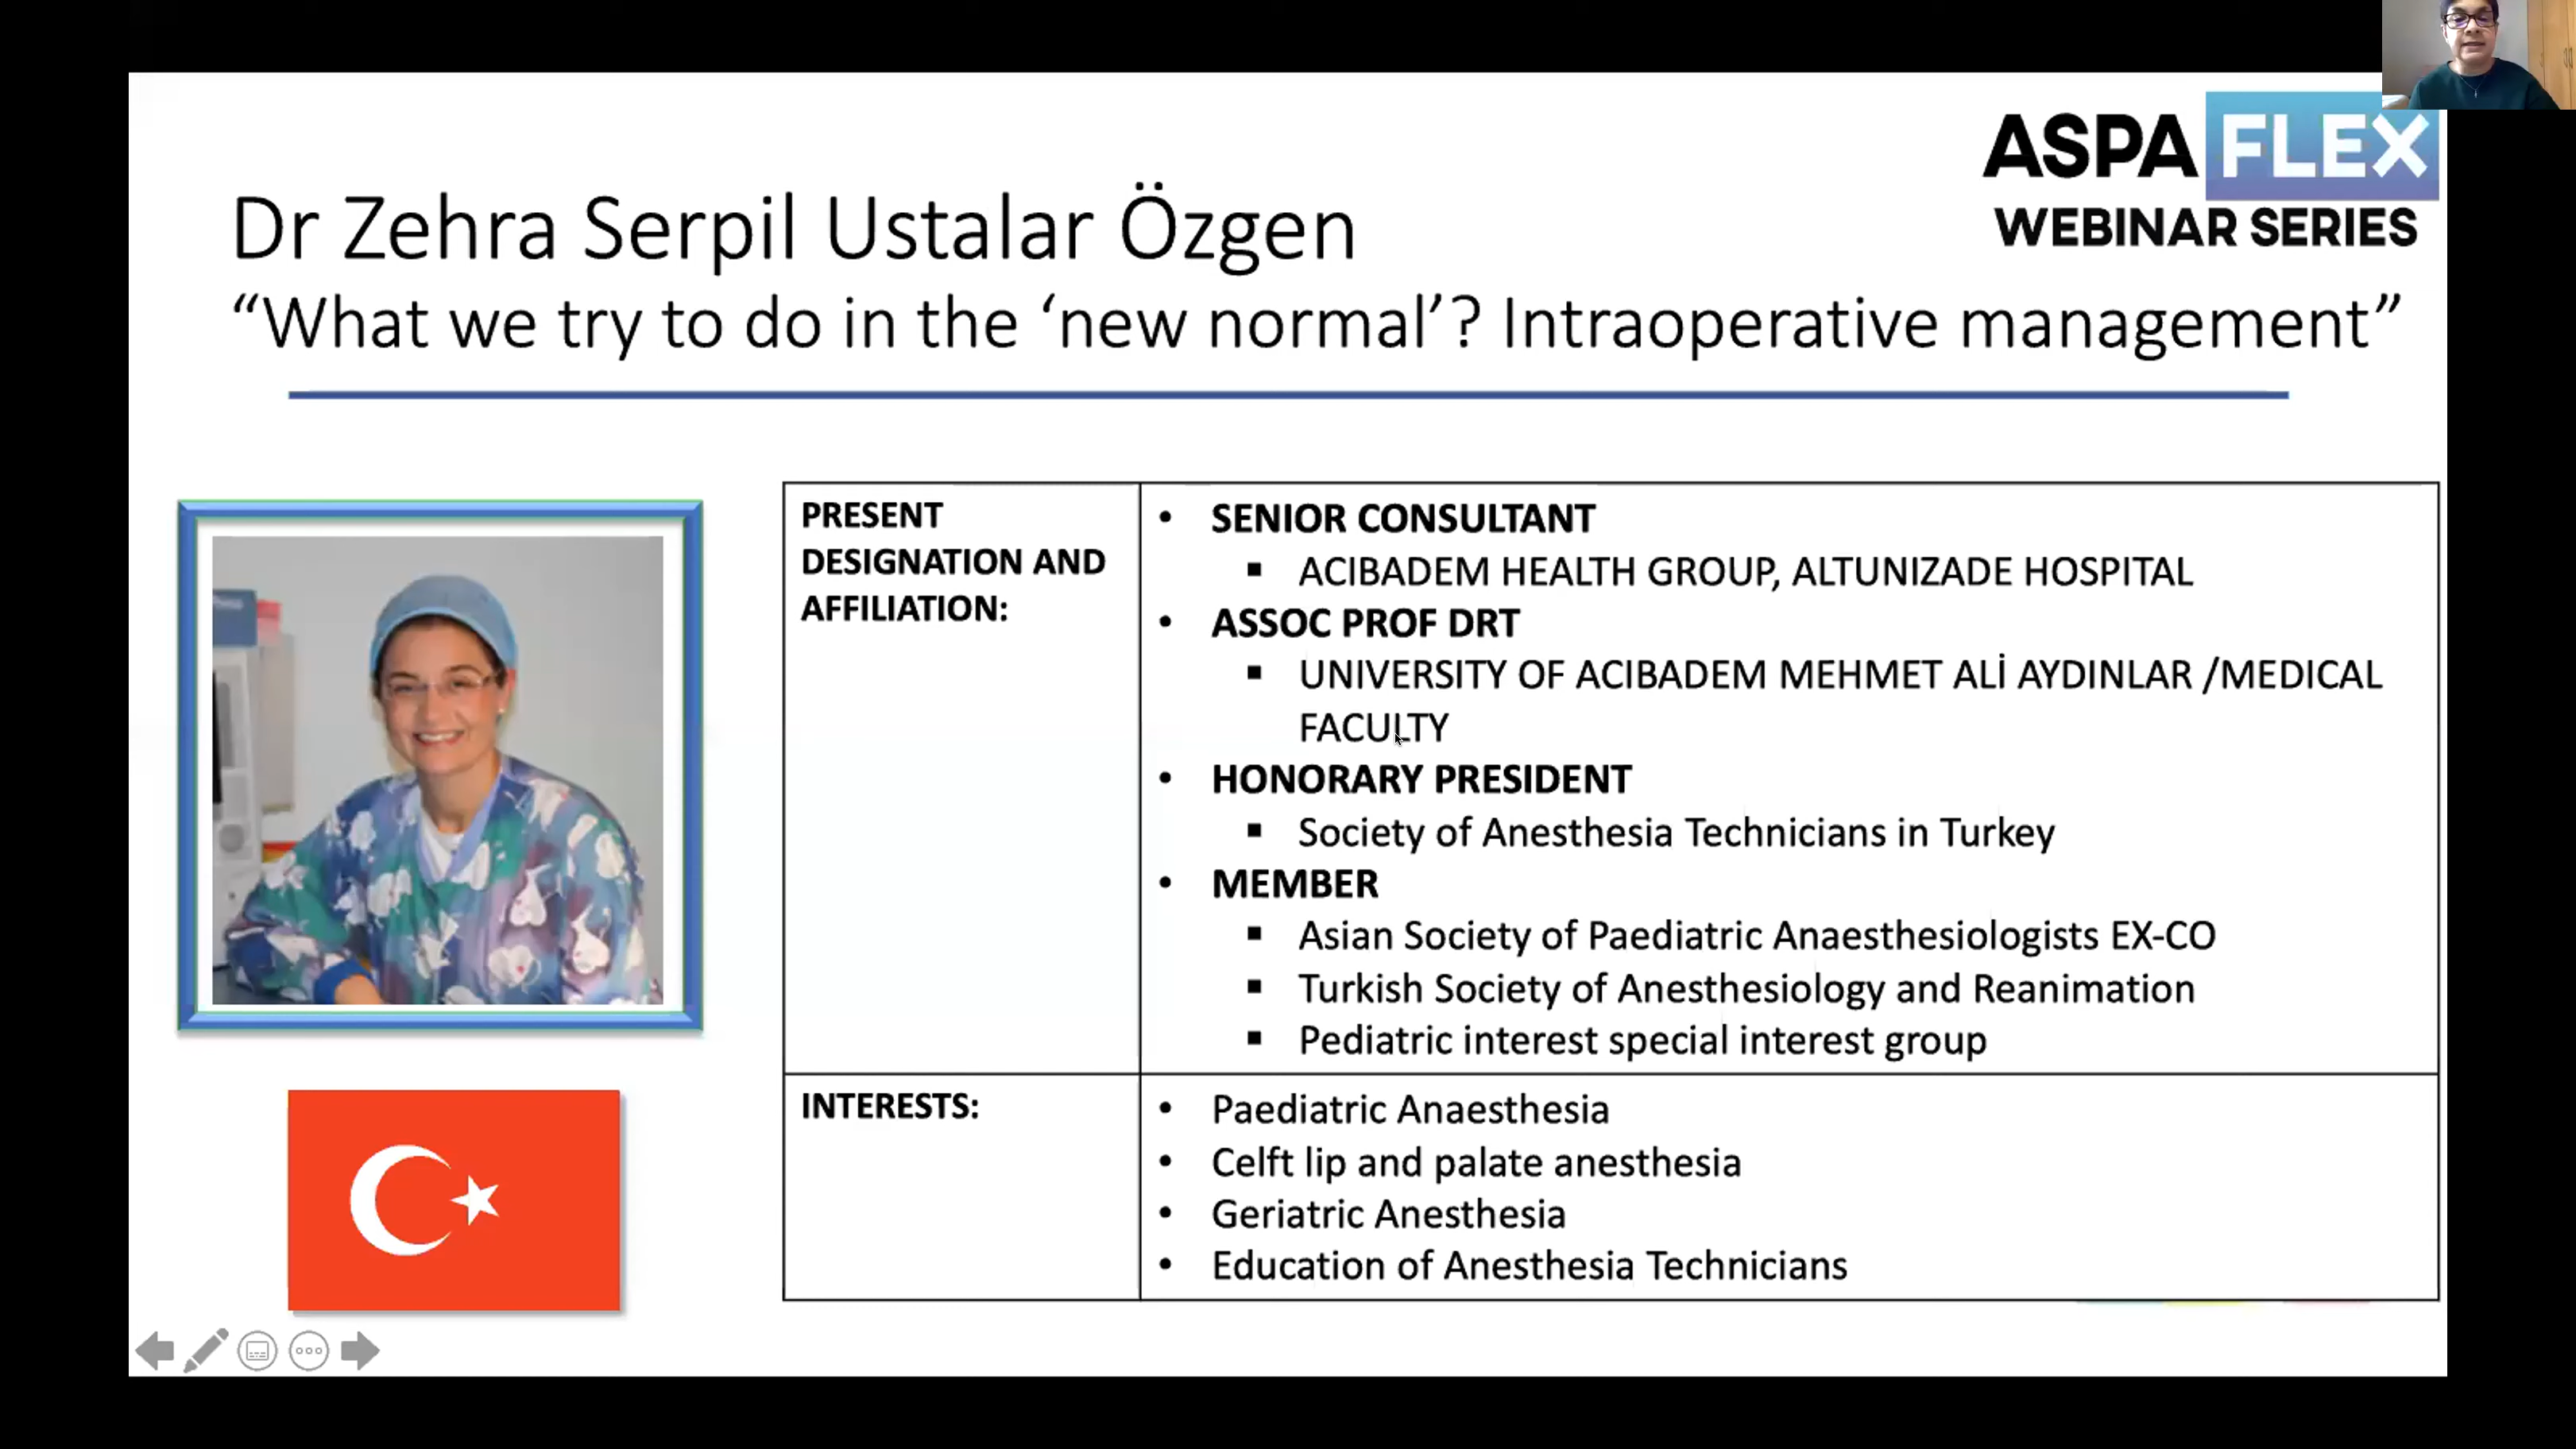 ASPA FLEX
WEBINAR SERIES
Dr Zehra Serpil Ustalar Özgen
“What we try to do in the ‘new normal’? Intraoperative management”
PRESENT
DESIGNATION AND
AFFILIATION:
• SENIOR CONSULTANT
▪ ACIBADEM HEALTH GROUP, ALTUNIZADE HOSPITAL
• ASSOC PROF DRT
▪ UNIVERSITY OF ACIBADEM MEHMET ALİ AYDINLAR /MEDICAL
FACULTY
• HONORARY PRESIDENT
▪ Society of Anesthesia Technicians in Turkey
• MEMBER
▪ Asian Society of Paediatric Anaesthesiologists EX-CO
▪ Turkish Society of Anesthesiology and Reanimation
▪ Pediatric interest special interest group
INTERESTS:
• Paediatric Anaesthesia
• Celft lip and palate anesthesia
• Geriatric Anesthesia
• Education of Anesthesia Technicians